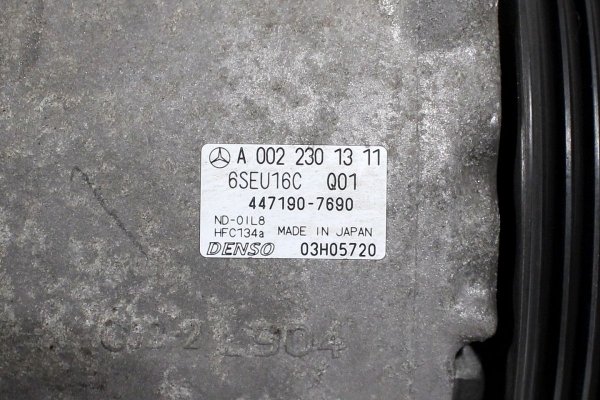 A 002 230 13 11
6SEU16C Q01
447190-7690
ND-OIL8
HFC134a MADE IN JAPAN
DENSO 03H05720